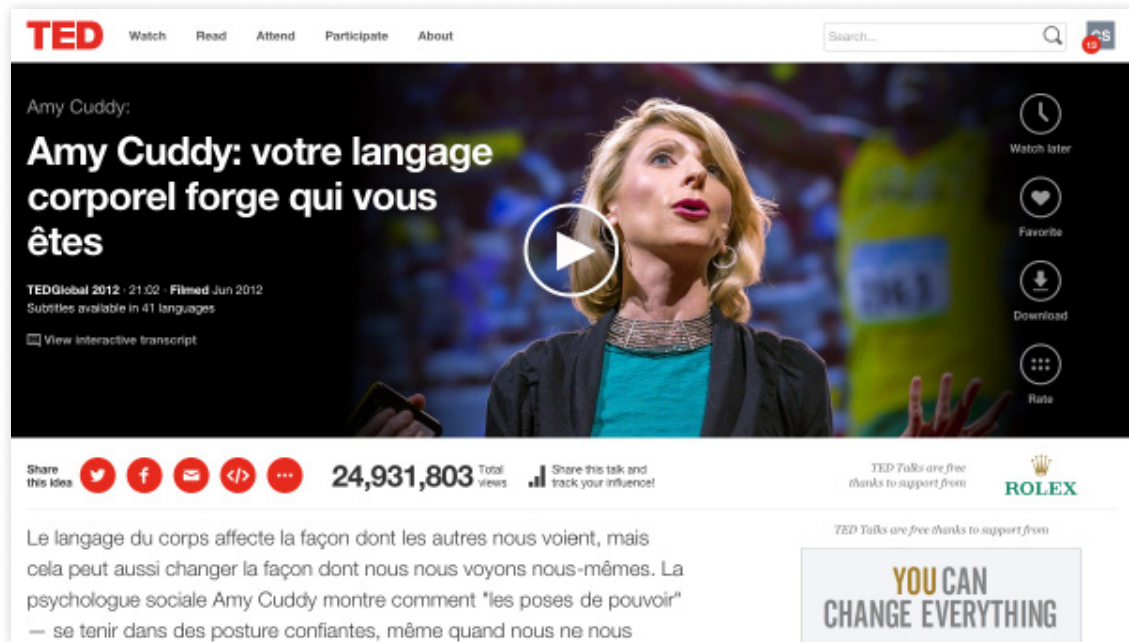 TED
Watch Read Attend Participate About
Search...
CS
13
Amy Cuddy:
Amy Cuddy: votre langage
corporel forge qui vous
êtes
TEDGlobal 2012 · 21:02 · Filmed Jun 2012
Subtitles available in 41 languages
View interactive transcript
Watch later
Favorite
Download
Rate
Share
this idea
24,931,803 Total
views
Share this talk and
track your influence!
TED Talks are free
thanks to support from
ROLEX
Le langage du corps affecte la façon dont les autres nous voient, mais
cela peut aussi changer la façon dont nous nous voyons nous-mêmes. La
psychologue sociale Amy Cuddy montre comment "les poses de pouvoir"
— se tenir dans des posture confiantes, même quand nous ne nous
TED Talks are free thanks to support from
YOU CAN
CHANGE EVERYTHING